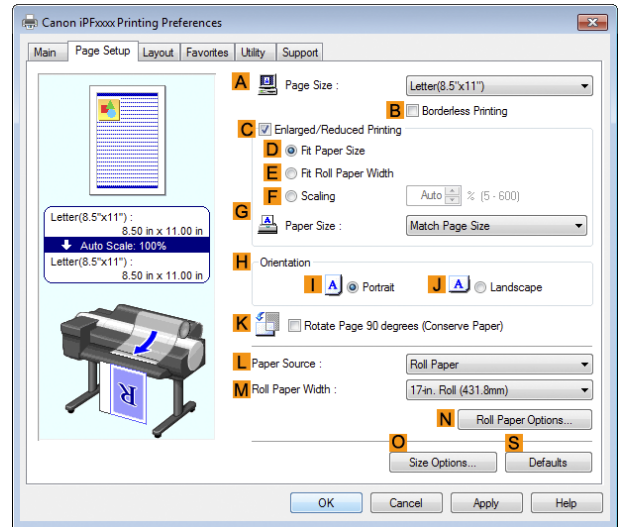 Canon iPFxxxx Printing Preferences
Main Page Setup Layout Favorites Utility Support
A Page Size : Letter(8.5"x11")
B Borderless Printing
C Enlarged/Reduced Printing
D Fit Paper Size
E Fit Roll Paper Width
F Scaling Auto % (5 - 600)
G Paper Size : Match Page Size
Letter(8.5"x11") :
8.50 in x 11.00 in
Auto Scale: 100%
Letter(8.5"x11") :
8.50 in x 11.00 in
H Orientation
I A Portrait J A Landscape
K Rotate Page 90 degrees (Conserve Paper)
L Paper Source : Roll Paper
M Roll Paper Width : 17-in. Roll (431.8mm)
N Roll Paper Options...
O S
Size Options... Defaults
R
OK Cancel Apply Help